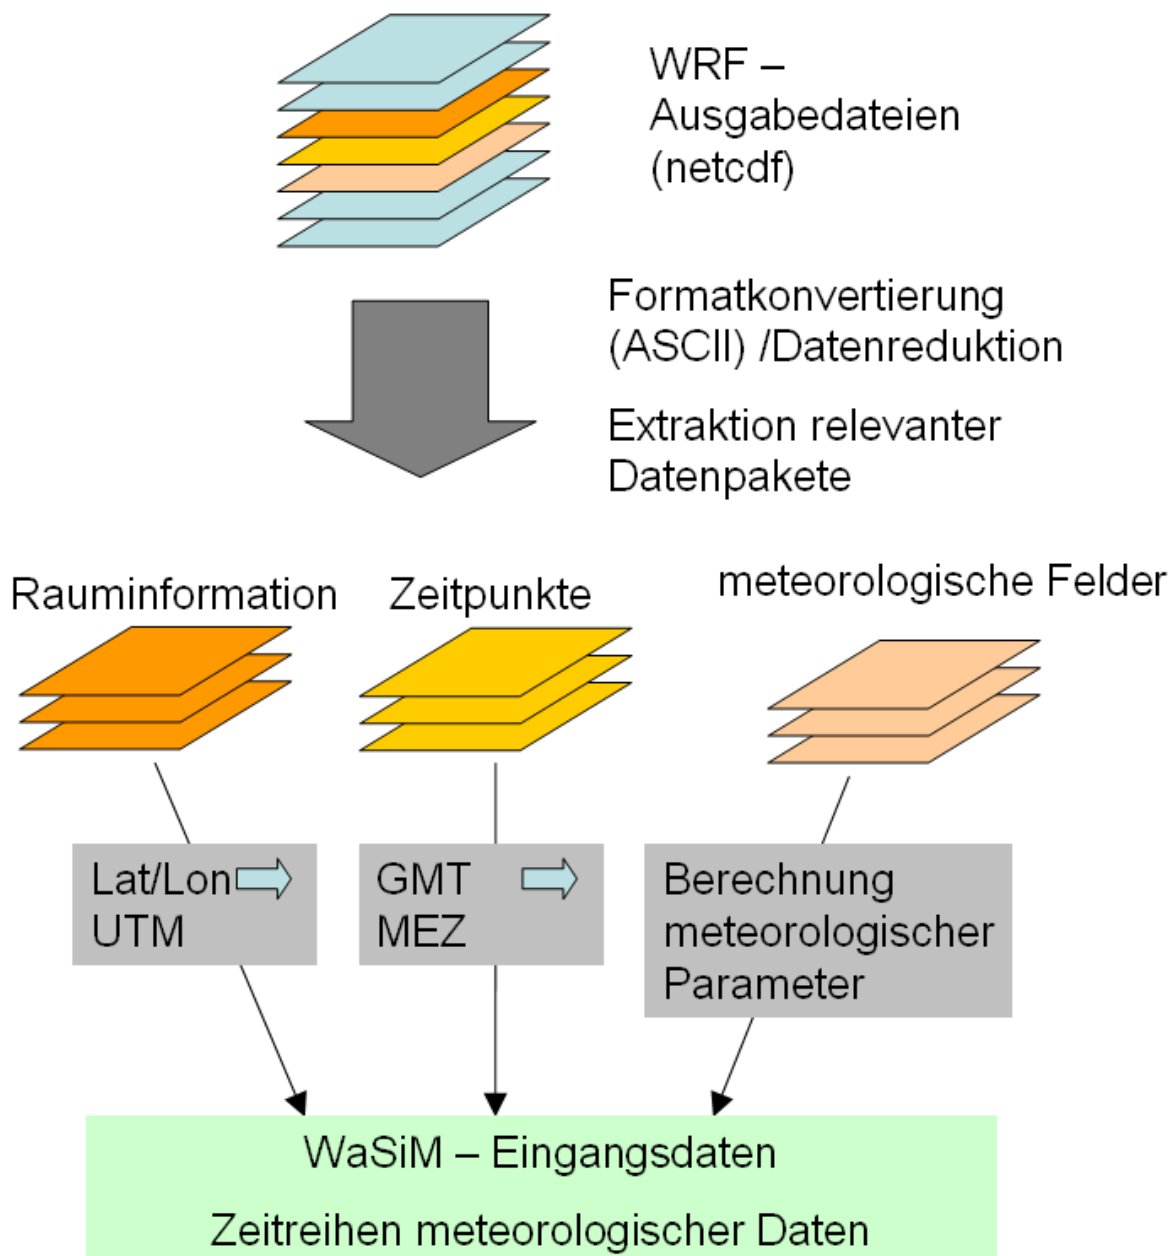 WRF –
Ausgabedateien
(netcdf)
Formatkonvertierung
(ASCII) /Datenreduktion
Extraktion relevanter
Datenpakete
Rauminformation
Zeitpunkte
meteorologische Felder
Lat/Lon
UTM
GMT
MEZ
Berechnung
meteorologischer
Parameter
WaSiM – Eingangsdaten
Zeitreihen meteorologischer Daten